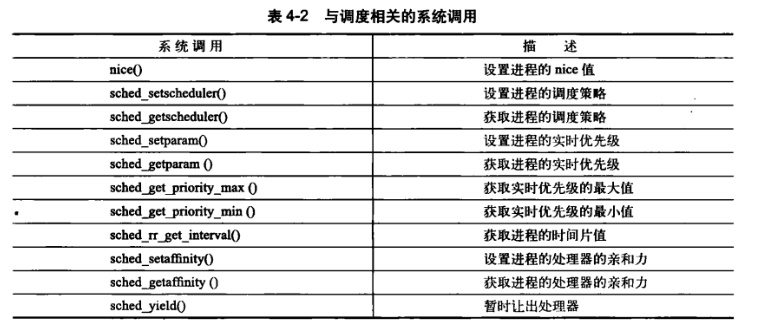 表 4-2 与调度相关的系统调用
系统调用 描述
nice() 设置进程的 nice 值
sched_setscheduler() 设置进程的调度策略
sched_getscheduler() 获取进程的调度策略
sched_setparam() 设置进程的实时优先级
sched_getparam () 获取进程的实时优先级
sched_get_priority_max () 获取实时优先级的最大值
sched_get_priority_min () 获取实时优先级的最小值
sched_rr_get_interval() 获取进程的时间片值
sched_setaffinity() 设置进程的处理器的亲和力
sched_getaffinity () 获取进程的处理器的亲和力
sched_yield() 暂时让出处理器